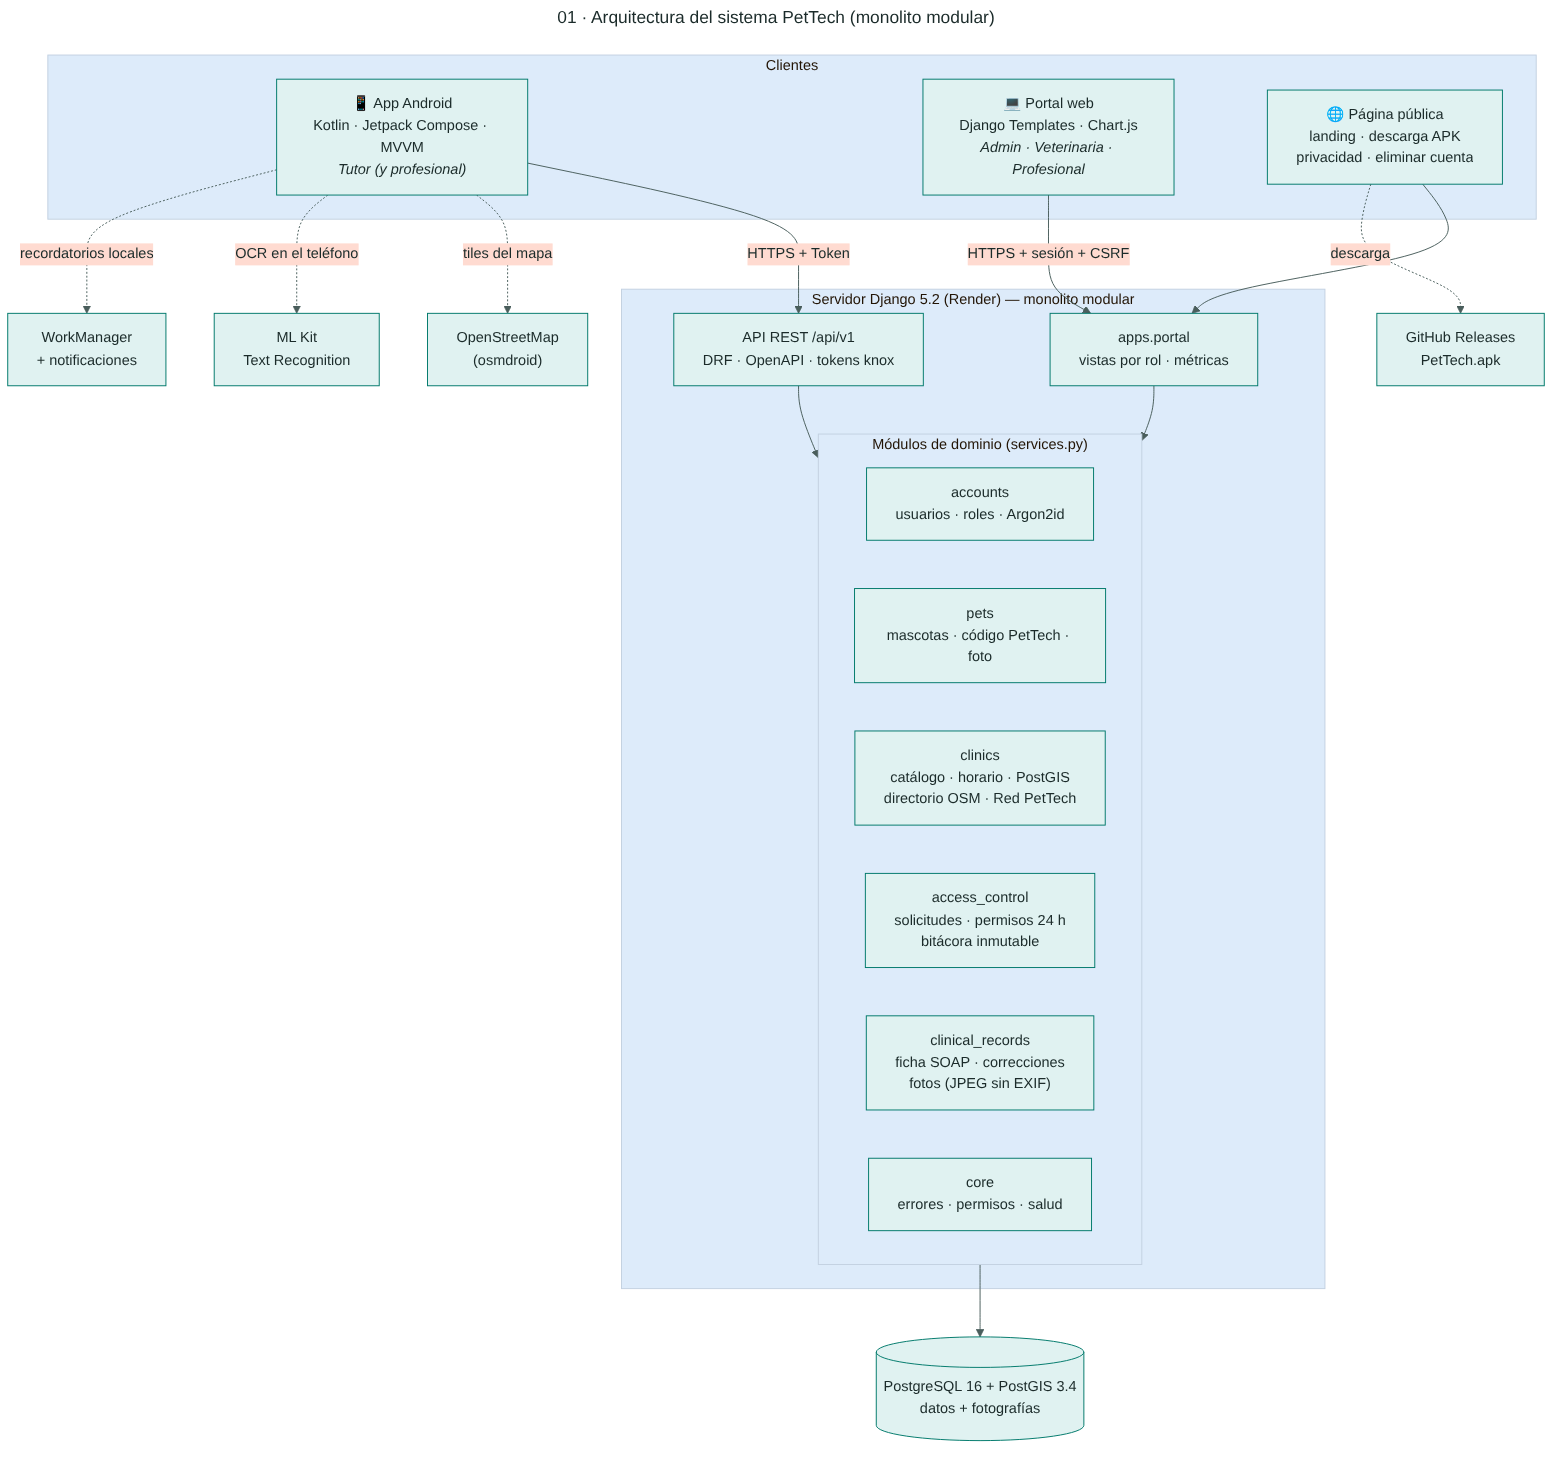 01 · Arquitectura del sistema PetTech (monolito modular)
Clientes
📱 App Android
Kotlin · Jetpack Compose ·
MVVM
Tutor (y profesional)
💻 Portal web
Django Templates · Chart.js
Admin · Veterinaria ·
Profesional
🌐 Página pública
landing · descarga APK
privacidad · eliminar cuenta
recordatorios locales
OCR en el teléfono
tiles del mapa
HTTPS + Token
HTTPS + sesión + CSRF
descarga
WorkManager
+ notificaciones
ML Kit
Text Recognition
OpenStreetMap
(osmdroid)
Servidor Django 5.2 (Render) — monolito modular
API REST /api/v1
DRF · OpenAPI · tokens knox
apps.portal
vistas por rol · métricas
GitHub Releases
PetTech.apk
Módulos de dominio (services.py)
accounts
usuarios · roles · Argon2id
pets
mascotas · código PetTech ·
foto
clinics
catálogo · horario · PostGIS
directorio OSM · Red PetTech
access_control
solicitudes · permisos 24 h
bitácora inmutable
clinical_records
ficha SOAP · correcciones
fotos (JPEG sin EXIF)
core
errores · permisos · salud
PostgreSQL 16 + PostGIS 3.4
datos + fotografías